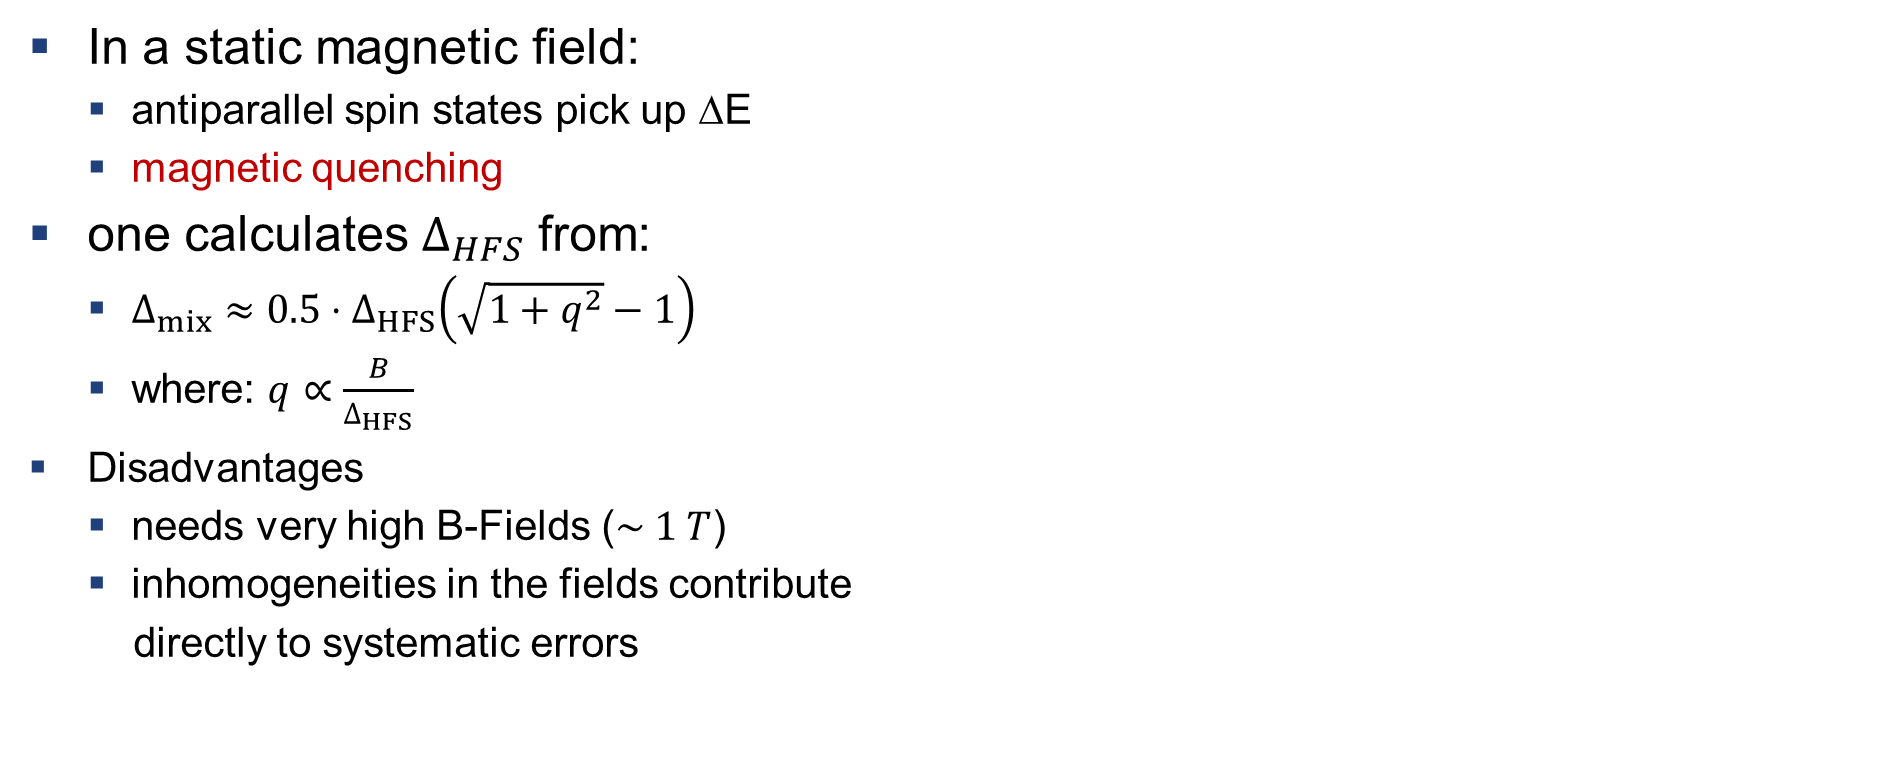 ▪ In a static magnetic field:
▪ antiparallel spin states pick up ΔE
▪ magnetic quenching
▪ one calculates Δ_HFS from:
▪ Δ_mix ≈ 0.5 · Δ_HFS(√(1 + q²) − 1)
▪ where: q ∝ B/Δ_HFS
▪ Disadvantages
▪ needs very high B-Fields (~ 1 T)
▪ inhomogeneities in the fields contribute
directly to systematic errors